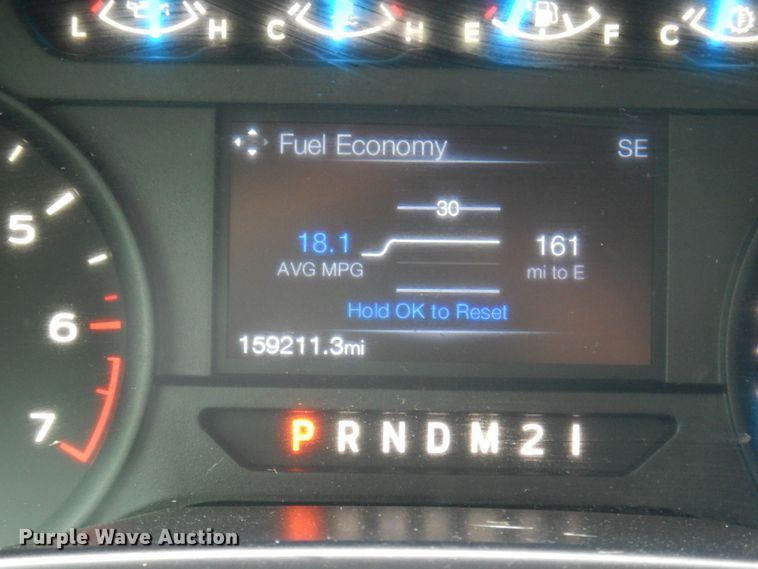 L H C H E F C
Fuel Economy SE
5
30
18.1 161
AVG MPG mi to E
6
Hold OK to Reset
159211.3mi
7
P R N D M 2 1
Purple Wave Auction